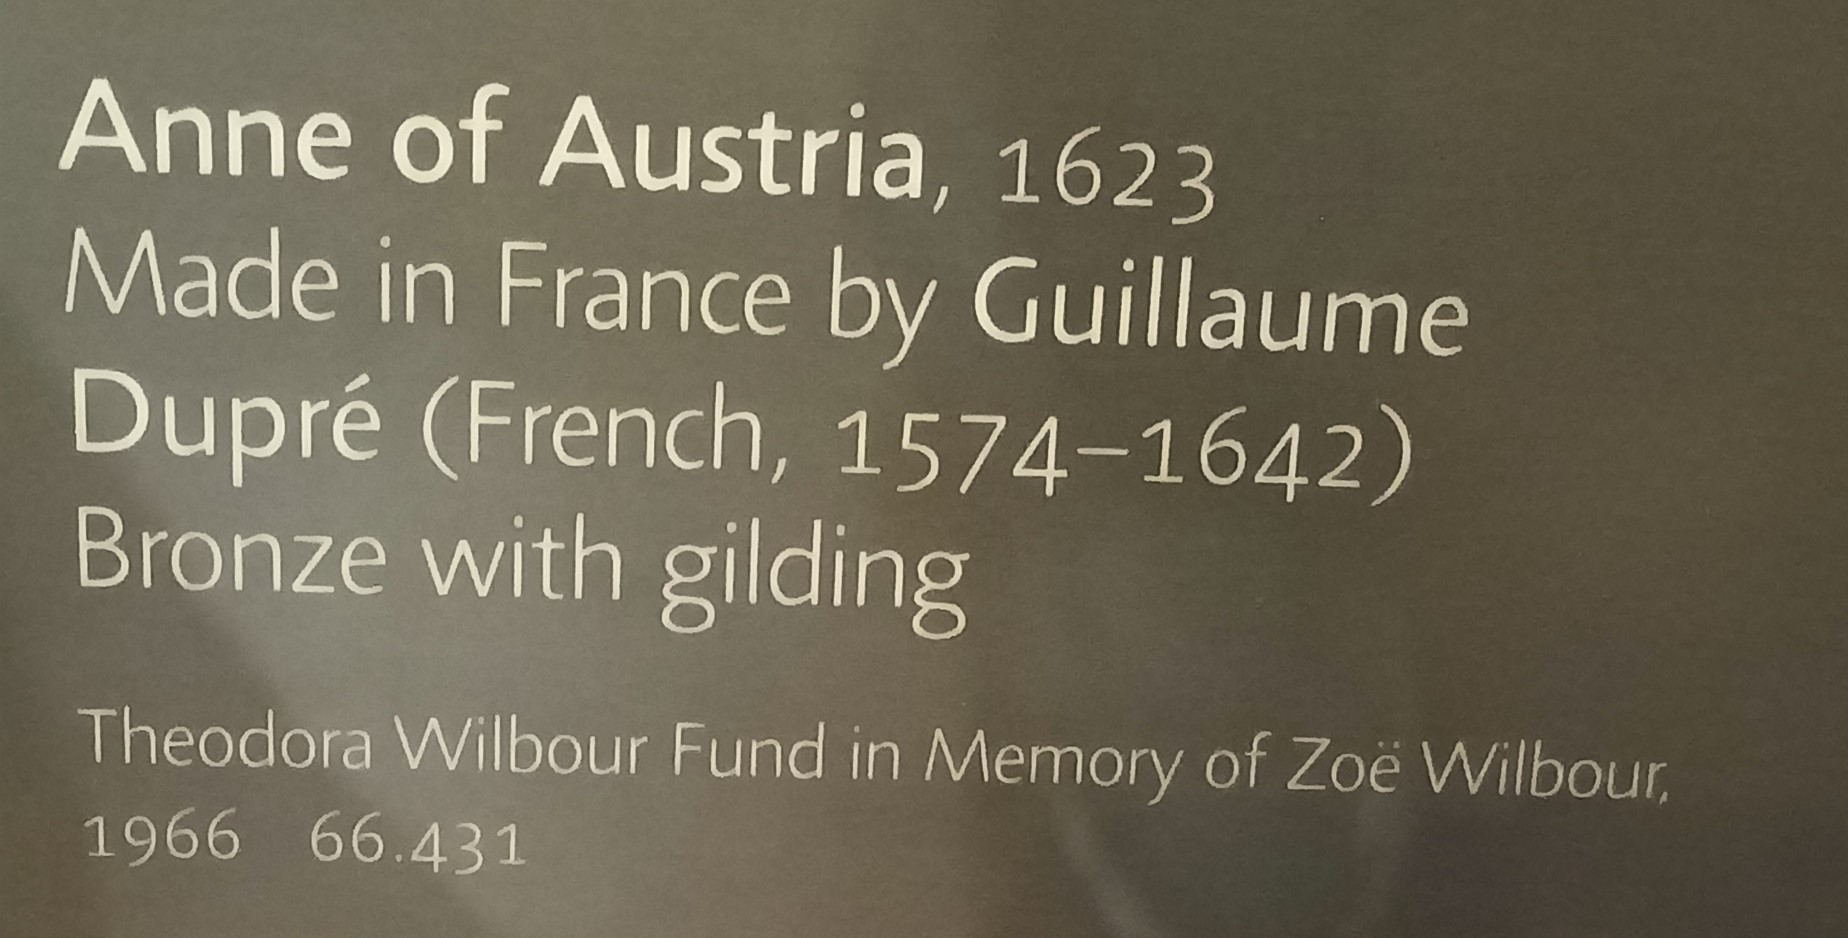 Anne of Austria, 1623
Made in France by Guillaume
Dupré (French, 1574–1642)
Bronze with gilding
Theodora Wilbour Fund in Memory of Zoë Wilbour,
1966 66.431